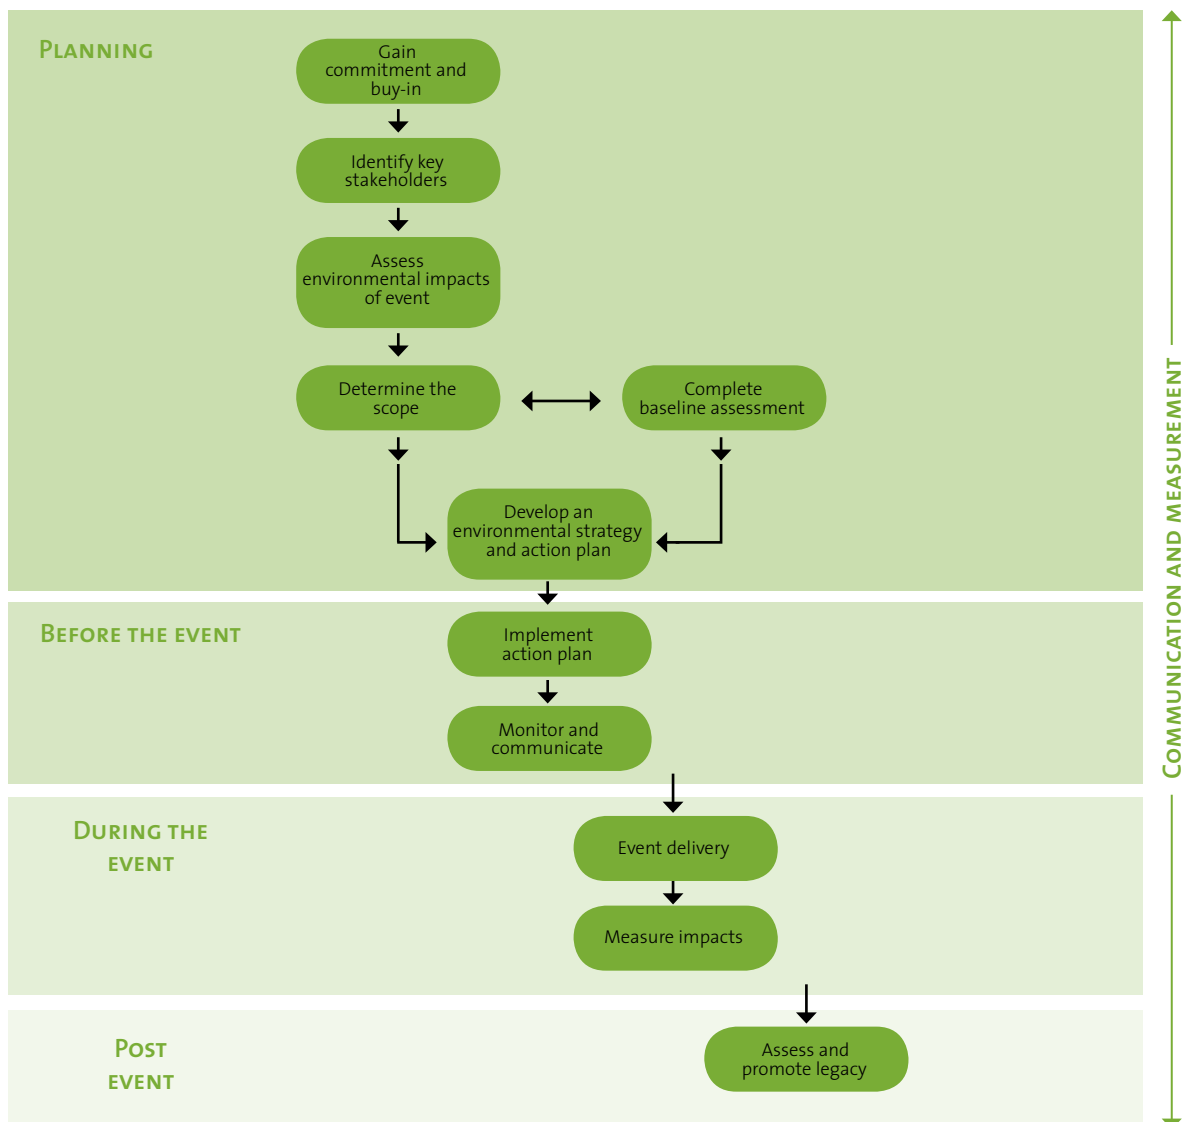 Planning
Gain
commitment and
buy-in
Identify key
stakeholders
Assess
environmental impacts
of event
Determine the
scope
Complete
baseline assessment
Develop an
environmental strategy
and action plan
Before the event
Implement
action plan
Monitor and
communicate
During the
event
Event delivery
Measure impacts
Post
event
Assess and
promote legacy
Communication and measurement